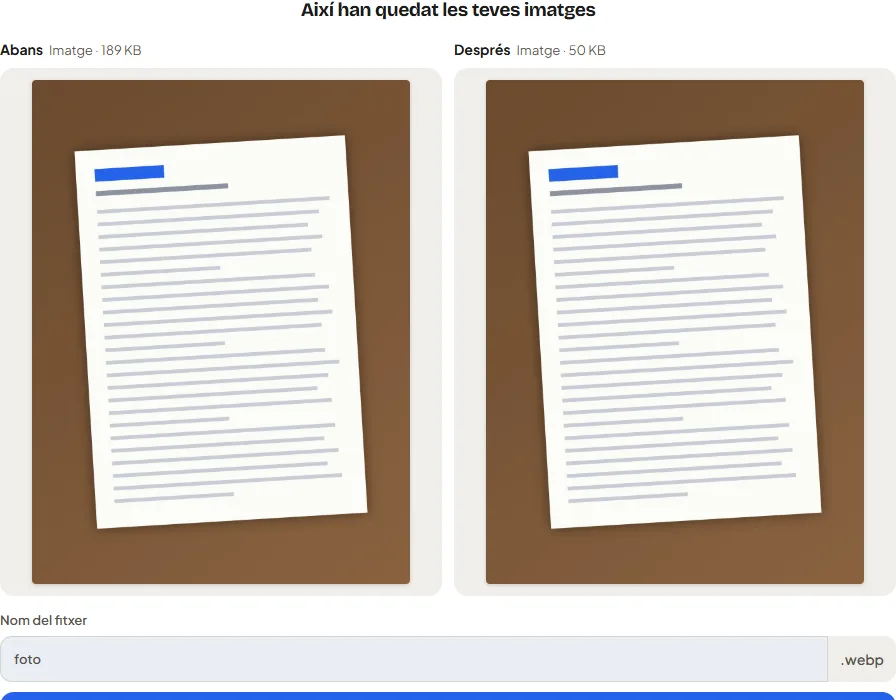 Així han quedat les teves imatges
Abans Imatge · 189 KB
Després Imatge · 50 KB
Nom del fitxer
foto
.webp